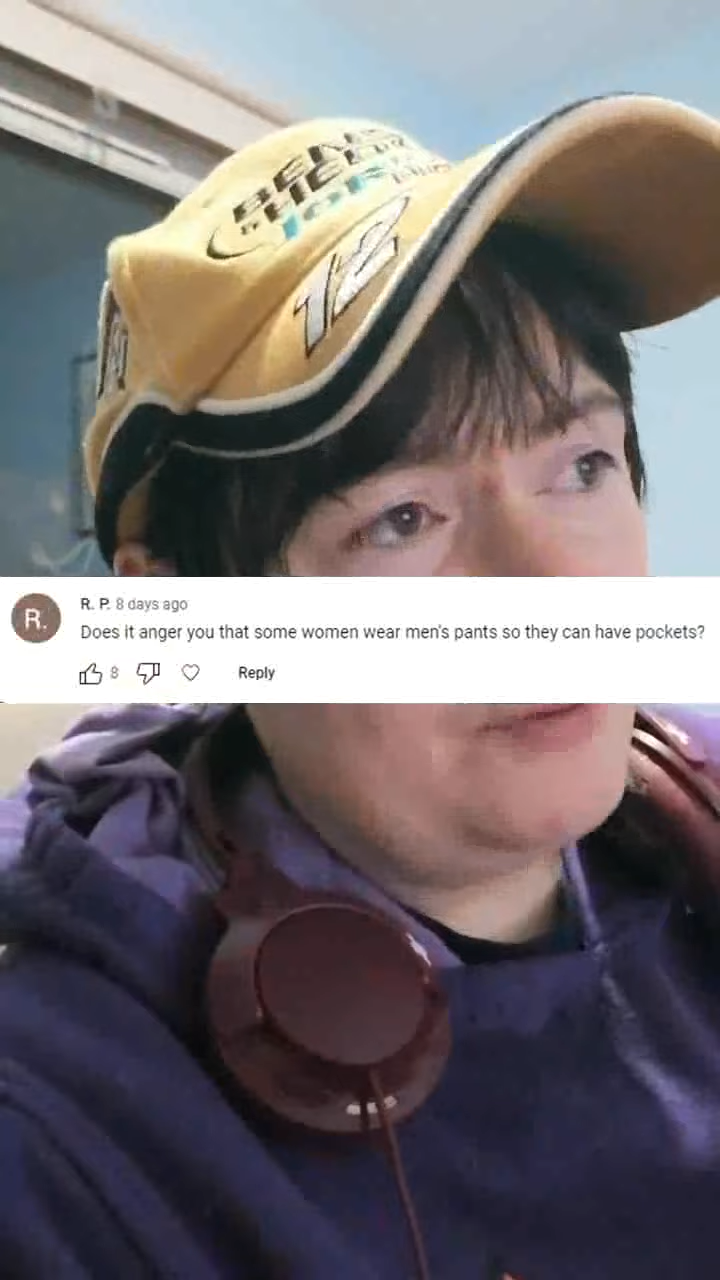 12
R.
R. P. 8 days ago
Does it anger you that some women wear men's pants so they can have pockets?
8
Reply